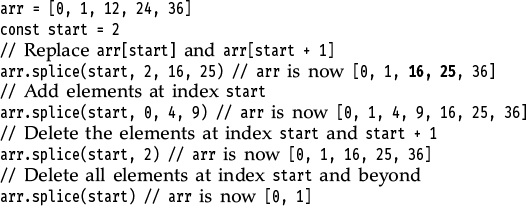 arr = [0, 1, 12, 24, 36]
const start = 2
// Replace arr[start] and arr[start + 1]
arr.splice(start, 2, 16, 25) // arr is now [0, 1, 16, 25, 36]
// Add elements at index start
arr.splice(start, 0, 4, 9) // arr is now [0, 1, 4, 9, 16, 25, 36]
// Delete the elements at index start and start + 1
arr.splice(start, 2) // arr is now [0, 1, 16, 25, 36]
// Delete all elements at index start and beyond
arr.splice(start) // arr is now [0, 1]